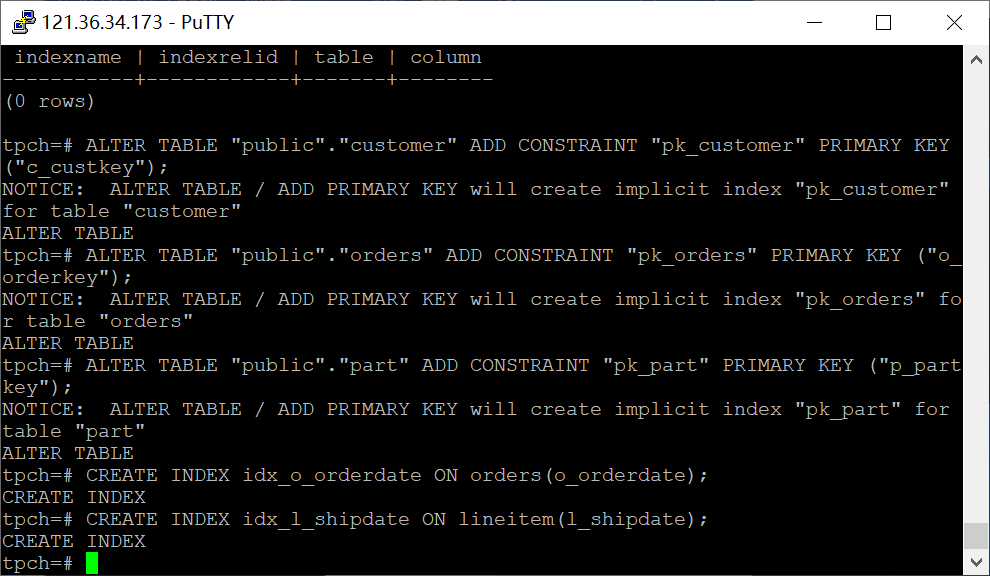 121.36.34.173 - PuTTY
 indexname | indexrelid | table | column
-----------+------------+-------+--------
(0 rows)

tpch=# ALTER TABLE "public"."customer" ADD CONSTRAINT "pk_customer" PRIMARY KEY
("c_custkey");
NOTICE:  ALTER TABLE / ADD PRIMARY KEY will create implicit index "pk_customer"
for table "customer"
ALTER TABLE
tpch=# ALTER TABLE "public"."orders" ADD CONSTRAINT "pk_orders" PRIMARY KEY ("o_
orderkey");
NOTICE:  ALTER TABLE / ADD PRIMARY KEY will create implicit index "pk_orders" fo
r table "orders"
ALTER TABLE
tpch=# ALTER TABLE "public"."part" ADD CONSTRAINT "pk_part" PRIMARY KEY ("p_part
key");
NOTICE:  ALTER TABLE / ADD PRIMARY KEY will create implicit index "pk_part" for
table "part"
ALTER TABLE
tpch=# CREATE INDEX idx_o_orderdate ON orders(o_orderdate);
CREATE INDEX
tpch=# CREATE INDEX idx_l_shipdate ON lineitem(l_shipdate);
CREATE INDEX
tpch=#